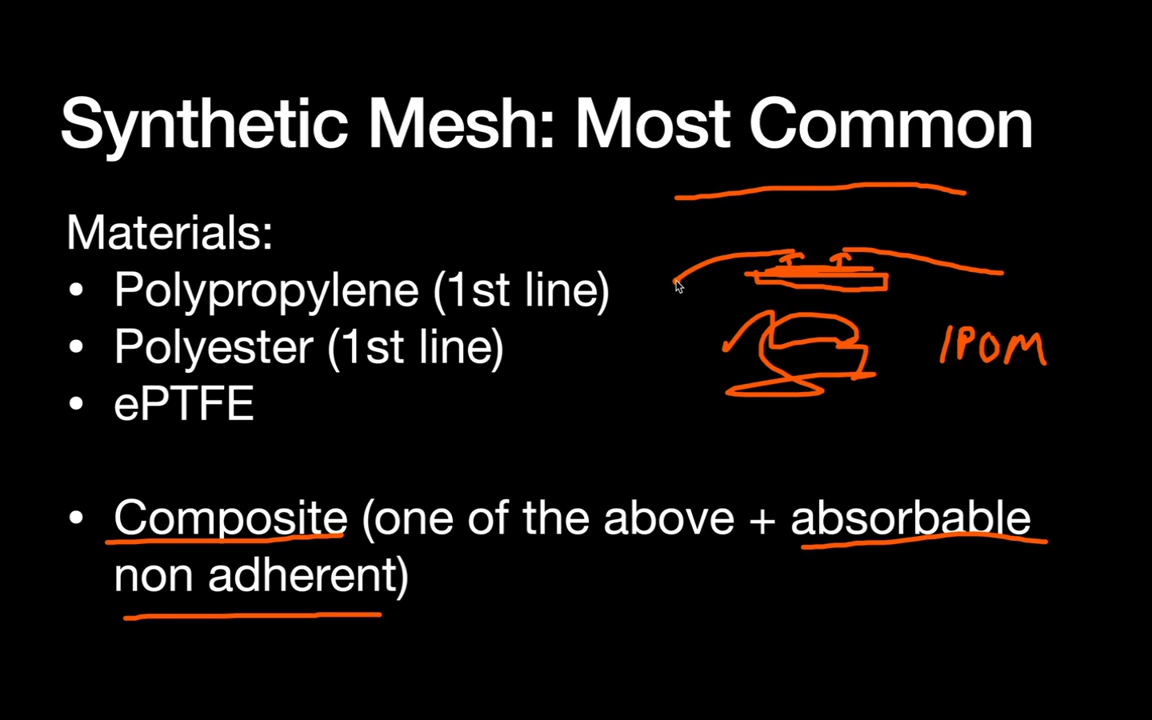 Synthetic Mesh: Most Common
Materials:
• Polypropylene (1st line)
• Polyester (1st line)
• ePTFE
IPOM
• Composite (one of the above + absorbable
non adherent)